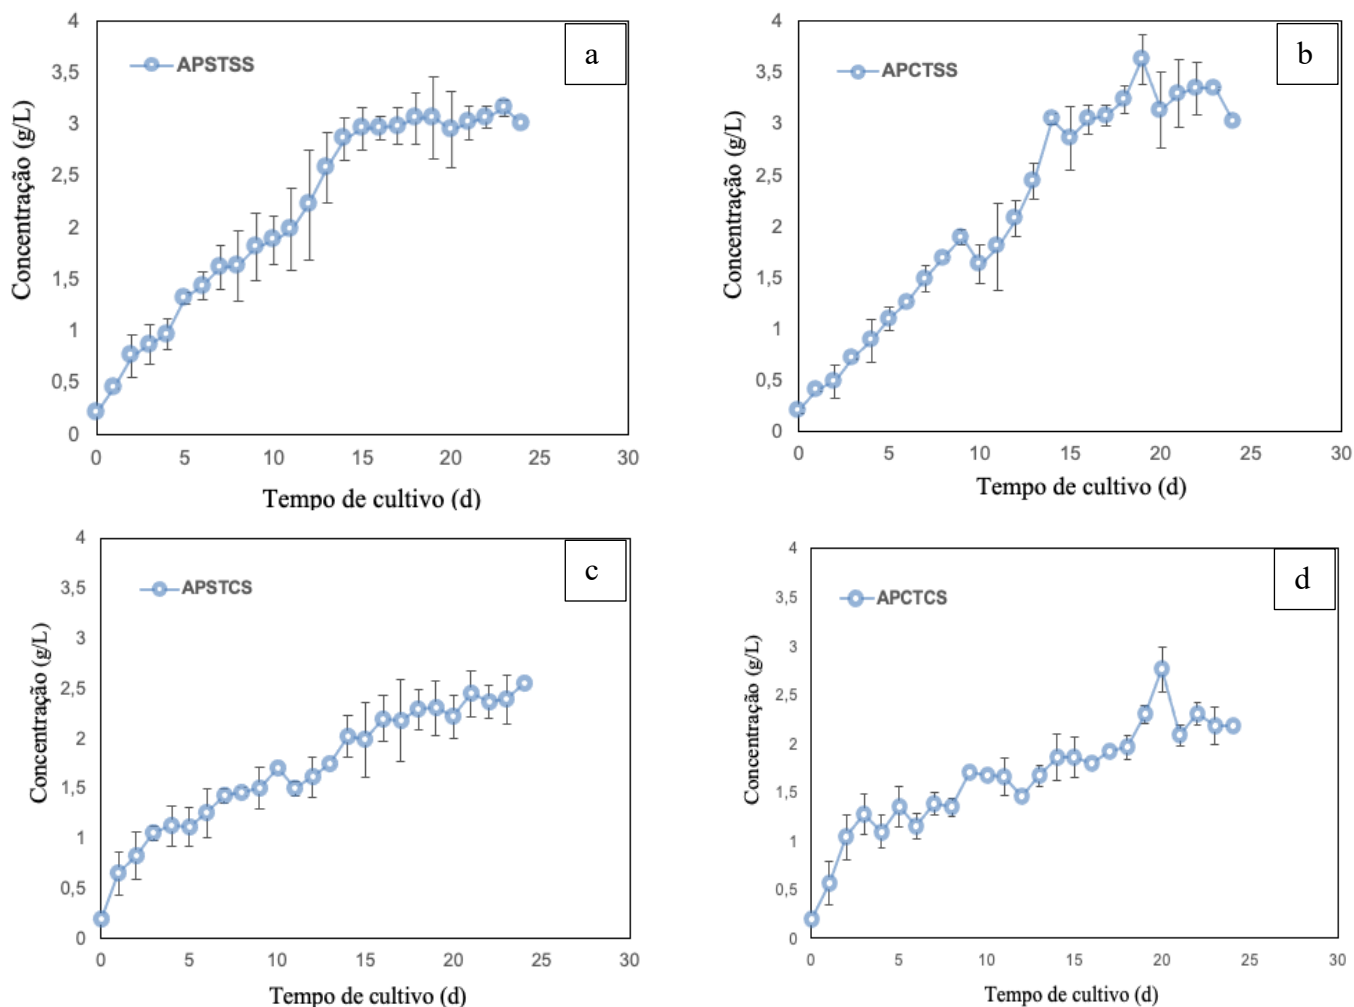 4
3,5
3
2,5
2
1,5
1
0,5
0
Concentração (g/L)
APSTSS
a
0 5 10 15 20 25 30
Tempo de cultivo (d)
4
3,5
3
2,5
2
1,5
1
0,5
0
Concentração (g/L)
APCTSS
b
0 5 10 15 20 25 30
Tempo de cultivo (d)
4
3,5
3
2,5
2
1,5
1
0,5
0
Concentração (g/L)
APSTCS
c
0 5 10 15 20 25 30
Tempo de cultivo (d)
4
3,5
3
2,5
2
1,5
1
0,5
0
Concentração (g/L)
APCTCS
d
0 5 10 15 20 25 30
Tempo de cultivo (d)